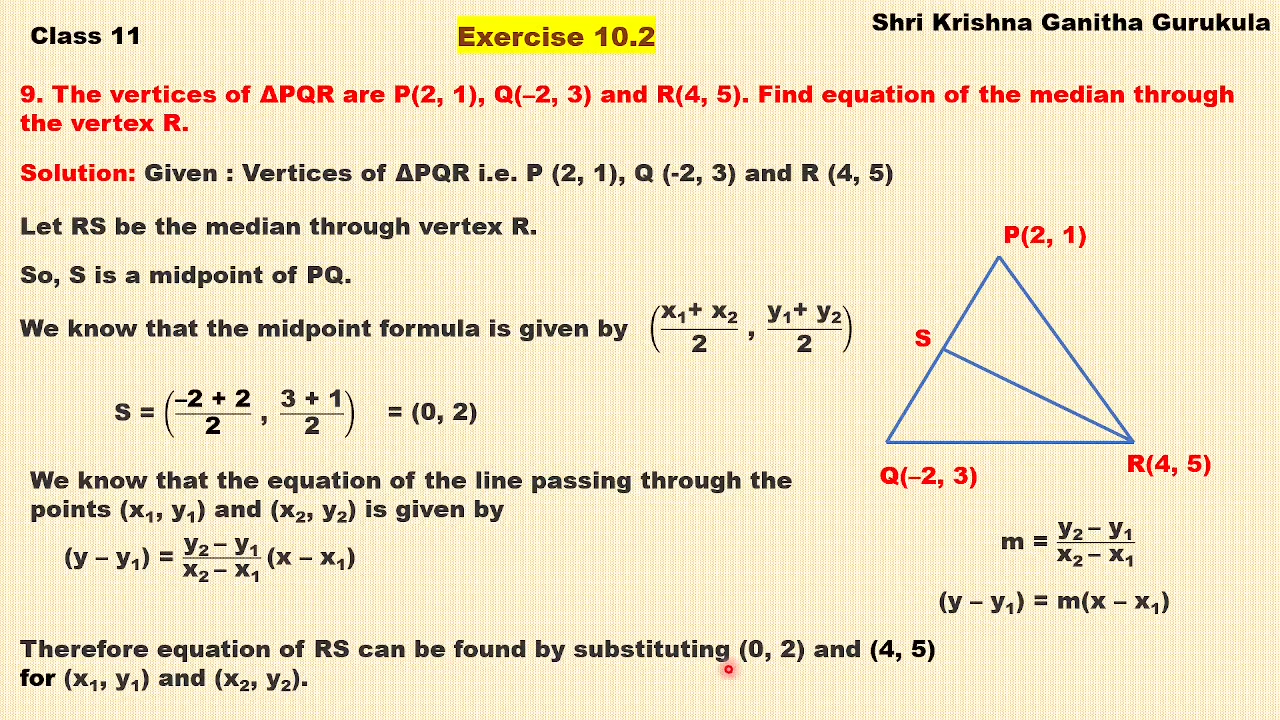 Class 11
Exercise 10.2
Shri Krishna Ganitha Gurukula
9. The vertices of ΔPQR are P(2, 1), Q(–2, 3) and R(4, 5). Find equation of the median through
the vertex R.
Solution: Given : Vertices of ΔPQR i.e. P (2, 1), Q (-2, 3) and R (4, 5)
Let RS be the median through vertex R.
So, S is a midpoint of PQ.
We know that the midpoint formula is given by ( (x₁+ x₂)/2 , (y₁+ y₂)/2 )
S = ( (–2 + 2)/2 , (3 + 1)/2 ) = (0, 2)
We know that the equation of the line passing through the
points (x₁, y₁) and (x₂, y₂) is given by
(y – y₁) = (y₂ – y₁)/(x₂ – x₁) (x – x₁)
Therefore equation of RS can be found by substituting (0, 2) and (4, 5)
for (x₁, y₁) and (x₂, y₂).
P(2, 1)
S
Q(–2, 3)
R(4, 5)
m = (y₂ – y₁)/(x₂ – x₁)
(y – y₁) = m(x – x₁)